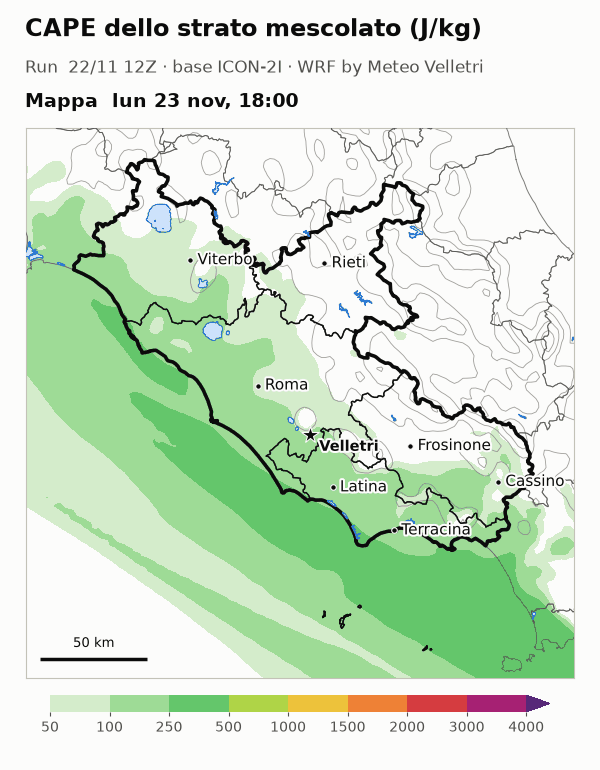 CAPE dello strato mescolato (J/kg)
Run  22/11 12Z · base ICON-2I · WRF by Meteo Velletri
Mappa  lun 23 nov, 18:00
Viterbo
Rieti
Roma
Velletri
Frosinone
Cassino
Latina
Terracina
50 km
50 100 250 500 1000 1500 2000 3000 4000